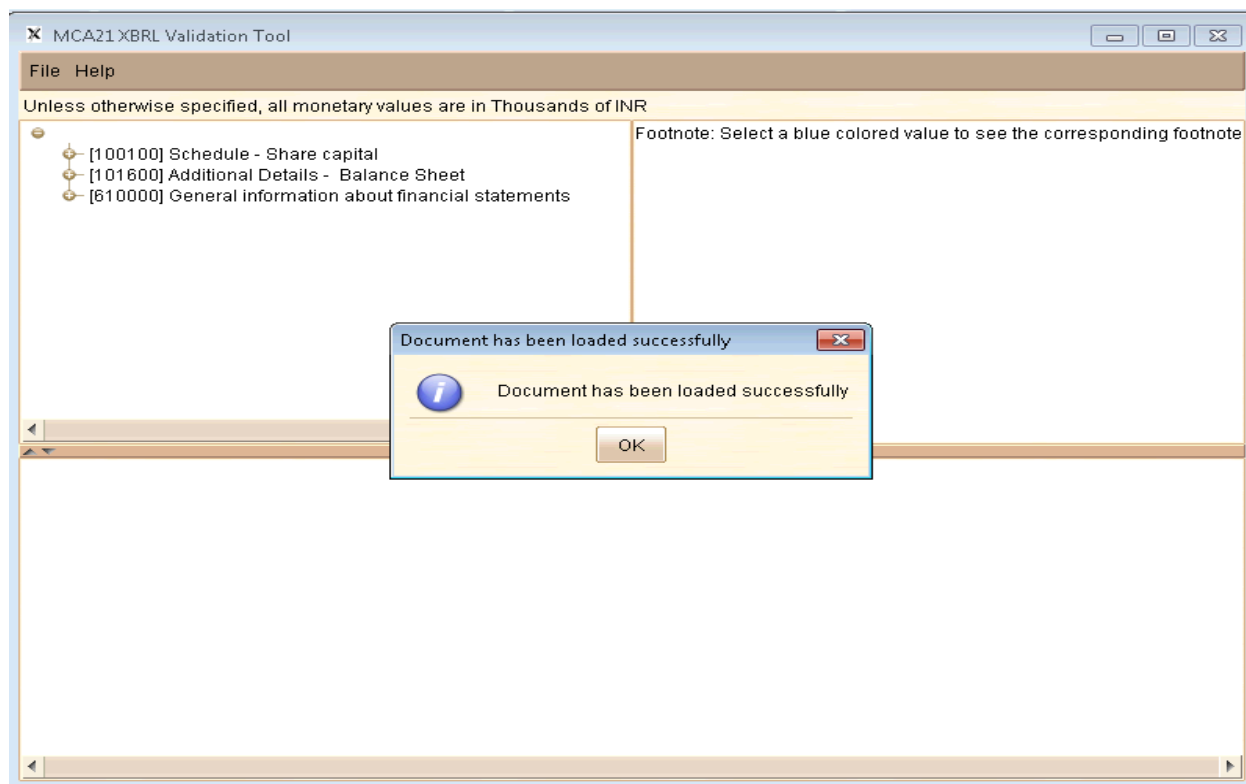 MCA21 XBRL Validation Tool
File Help
Unless otherwise specified, all monetary values are in Thousands of INR
[100100] Schedule - Share capital
[101600] Additional Details - Balance Sheet
[610000] General information about financial statements
Footnote: Select a blue colored value to see the corresponding footnote
Document has been loaded successfully
Document has been loaded successfully
OK